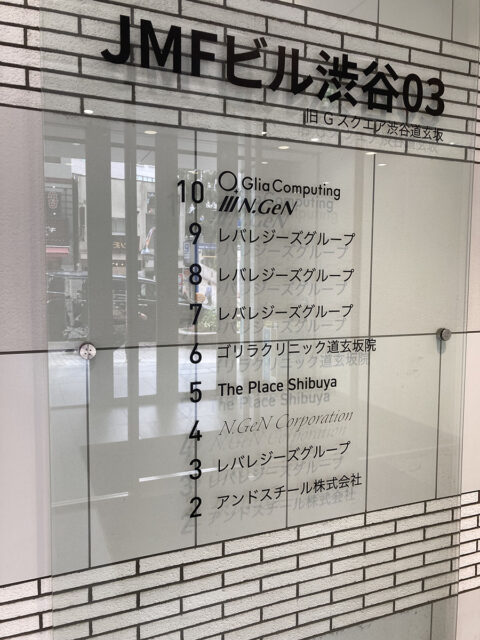 JMFビル渋谷03
旧 G スクエア渋谷道玄坂
10 Glia Computing
N.GeN
9 レバレジーズグループ
8 レバレジーズグループ
7 レバレジーズグループ
6 ゴリラクリニック道玄坂院
5 The Place Shibuya
4 N.GeN Corporation
3 レバレジーズグループ
2 アンドスチール株式会社